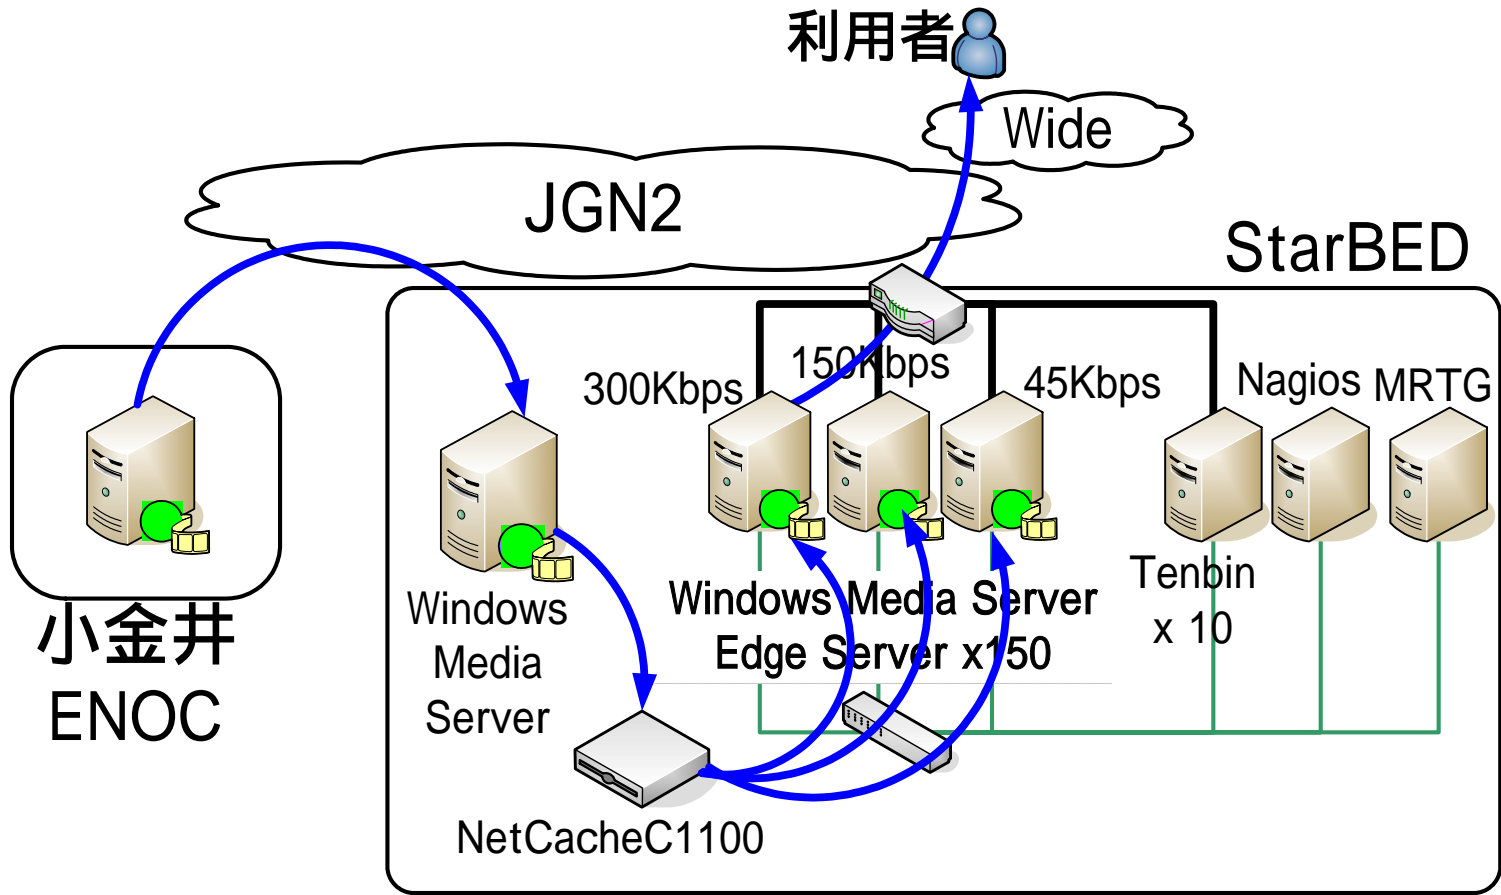 利用者
Wide
JGN2
StarBED
300Kbps
150Kbps
45Kbps
Nagios
MRTG
小金井
ENOC
Windows
Media
Server
Windows Media Server
Edge Server x150
Tenbin
x 10
NetCacheC1100